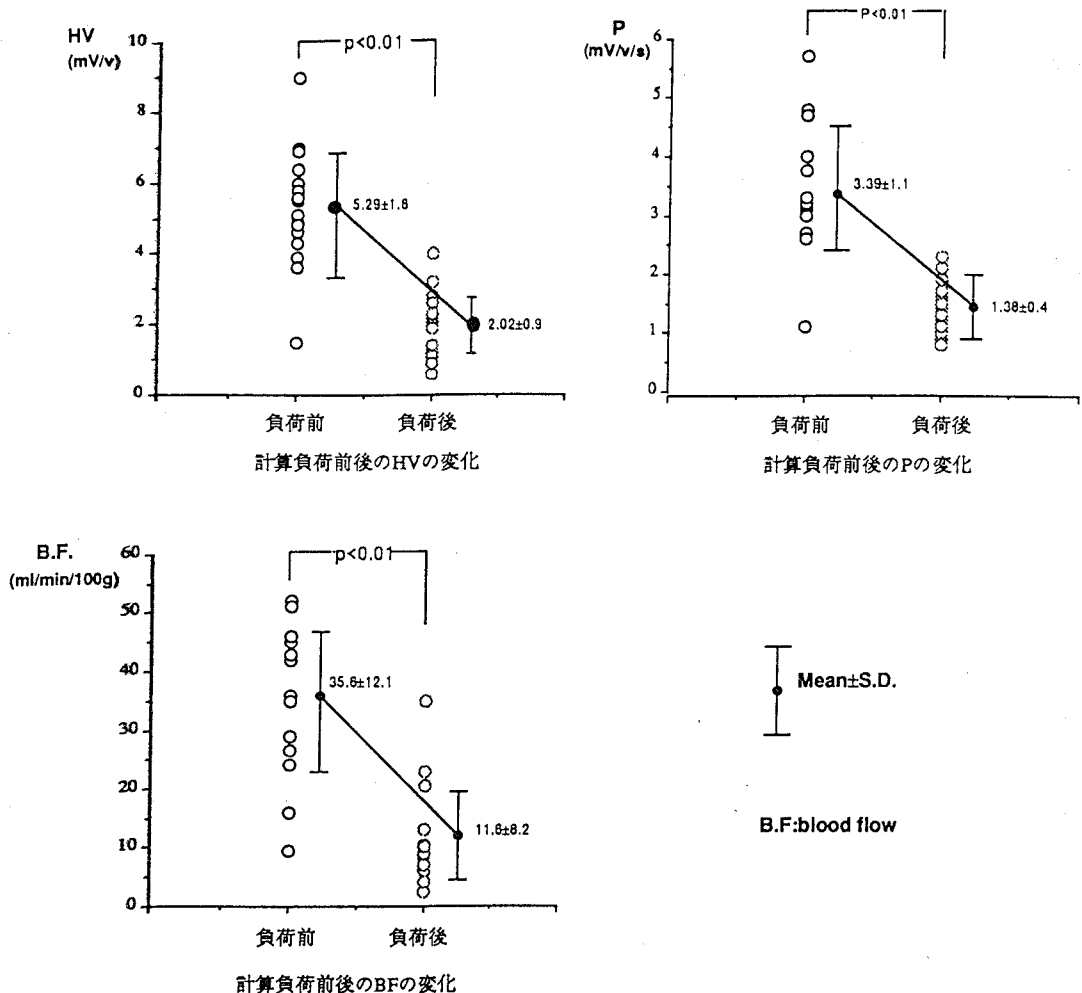 HV
(mV/v)
10
8
6
4
2
0
p<0.01
5.29±1.8
2.02±0.9
負荷前
負荷後
計算負荷前後のHVの変化
P
(mV/v/s)
6
5
4
3
2
1
0
P<0.01
3.39±1.1
1.38±0.4
負荷前
負荷後
計算負荷前後のPの変化
B.F.
(ml/min/100g)
60
50
40
30
20
10
0
p<0.01
35.6±12.1
11.6±8.2
負荷前
負荷後
計算負荷前後のBFの変化
Mean±S.D.
B.F:blood flow